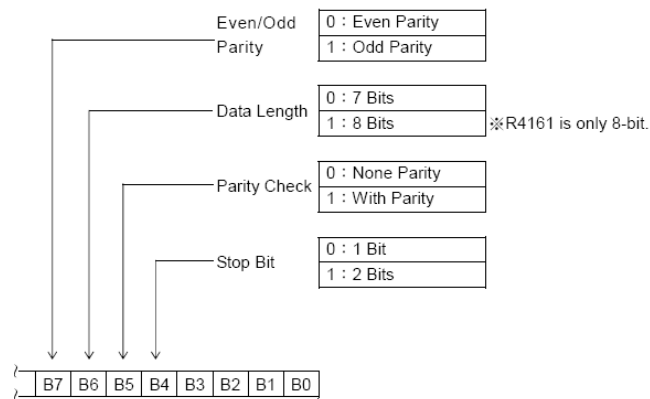 Even/Odd
Parity
0：Even Parity
1：Odd Parity
Data Length
0：7 Bits
1：8 Bits
※R4161 is only 8-bit.
Parity Check
0：None Parity
1：With Parity
Stop Bit
0：1 Bit
1：2 Bits
B7 B6 B5 B4 B3 B2 B1 B0